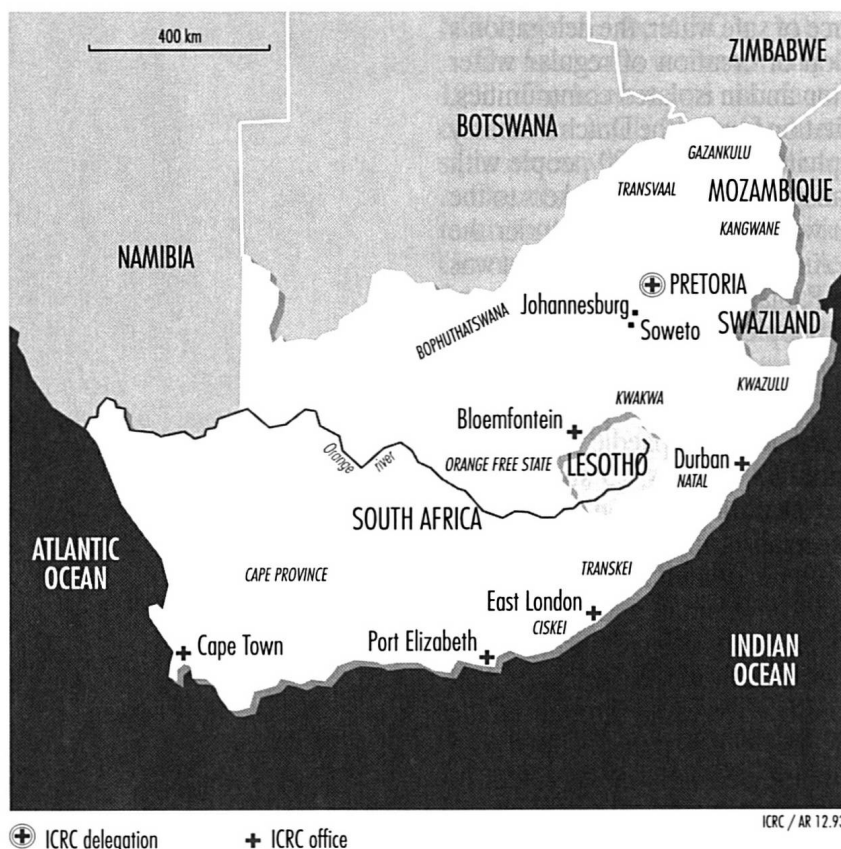 400 km
ZIMBABWE
BOTSWANA
GAZANKULU
TRANSVAAL
MOZAMBIQUE
KANGWANE
NAMIBIA
PRETORIA
Johannesburg
Soweto
SWAZILAND
BOPHUTHATSWANA
KWAZULU
KWAKWA
Bloemfontein
Orange river
ORANGE FREE STATE
LESOTHO
Durban
NATAL
SOUTH AFRICA
ATLANTIC
OCEAN
CAPE PROVINCE
TRANSKEI
East London
CISKEI
Cape Town
Port Elizabeth
INDIAN
OCEAN
ICRC / AR 12.93
ICRC delegation
ICRC office